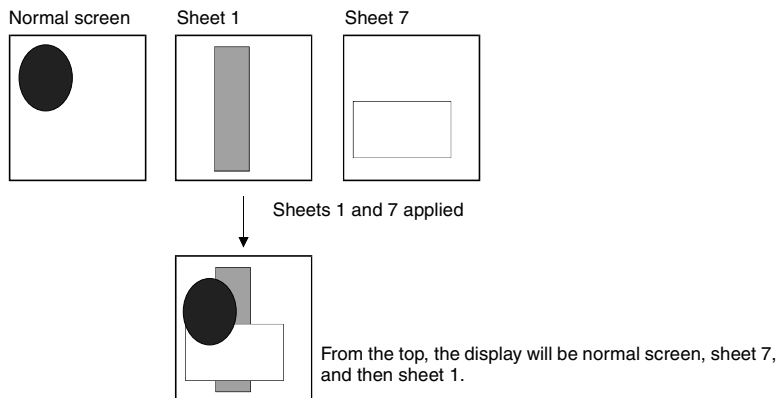 Normal screen
Sheet 1
Sheet 7
Sheets 1 and 7 applied
From the top, the display will be normal screen, sheet 7,
and then sheet 1.